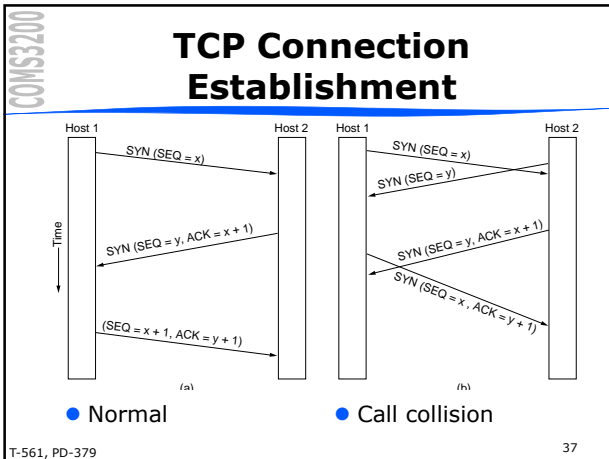 COMS3200
TCP Connection
Establishment
Host 1
Host 2
Host 1
Host 2
Time
SYN (SEQ = x)
SYN (SEQ = y, ACK = x + 1)
(SEQ = x + 1, ACK = y + 1)
(a)
SYN (SEQ = x)
SYN (SEQ = y)
SYN (SEQ = y, ACK = x + 1)
SYN (SEQ = x , ACK = y + 1)
(b)
Normal
Call collision
T-561, PD-379
37